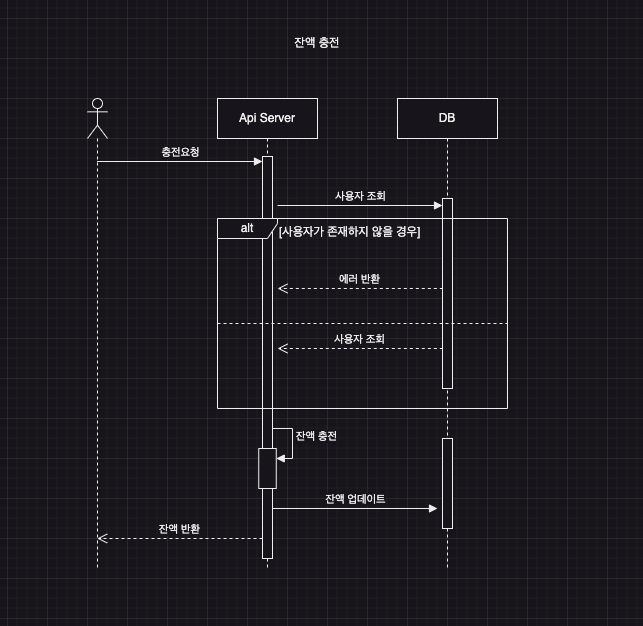 잔액 충전
Api Server
DB
충전요청
사용자 조회
alt
[사용자가 존재하지 않을 경우]
에러 반환
사용자 조회
잔액 충전
잔액 업데이트
잔액 반환